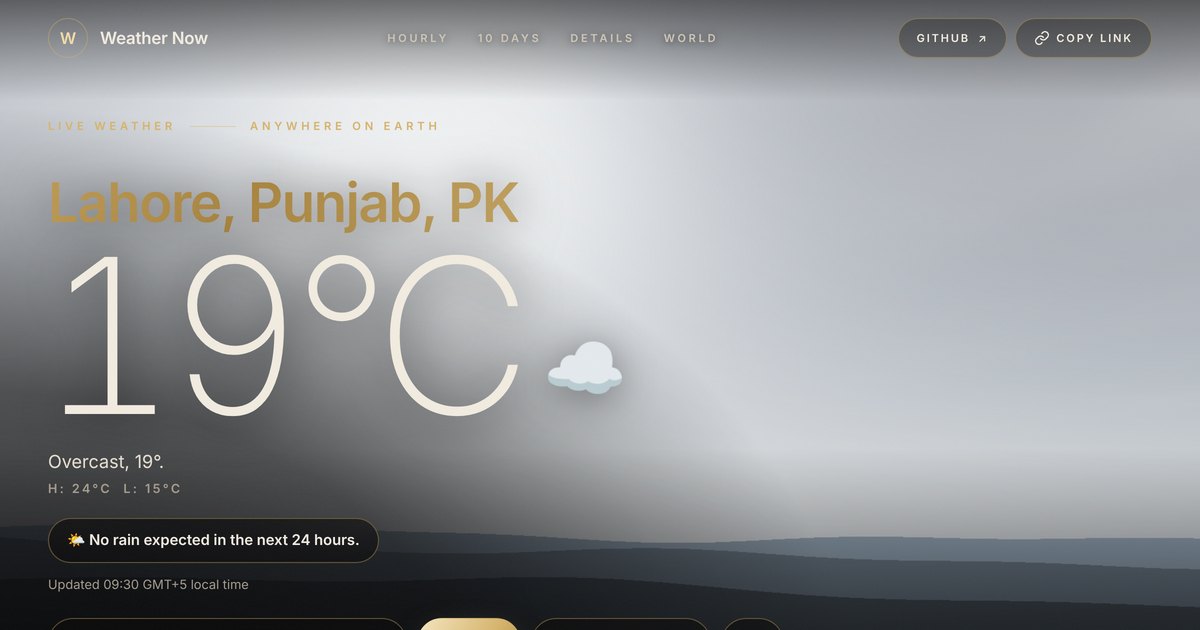 W Weather Now HOURLY 10 DAYS DETAILS WORLD GITHUB ↗ COPY LINK
LIVE WEATHER ANYWHERE ON EARTH
Lahore, Punjab, PK
19°C
Overcast, 19°.
H: 24°C L: 15°C
No rain expected in the next 24 hours.
Updated 09:30 GMT+5 local time